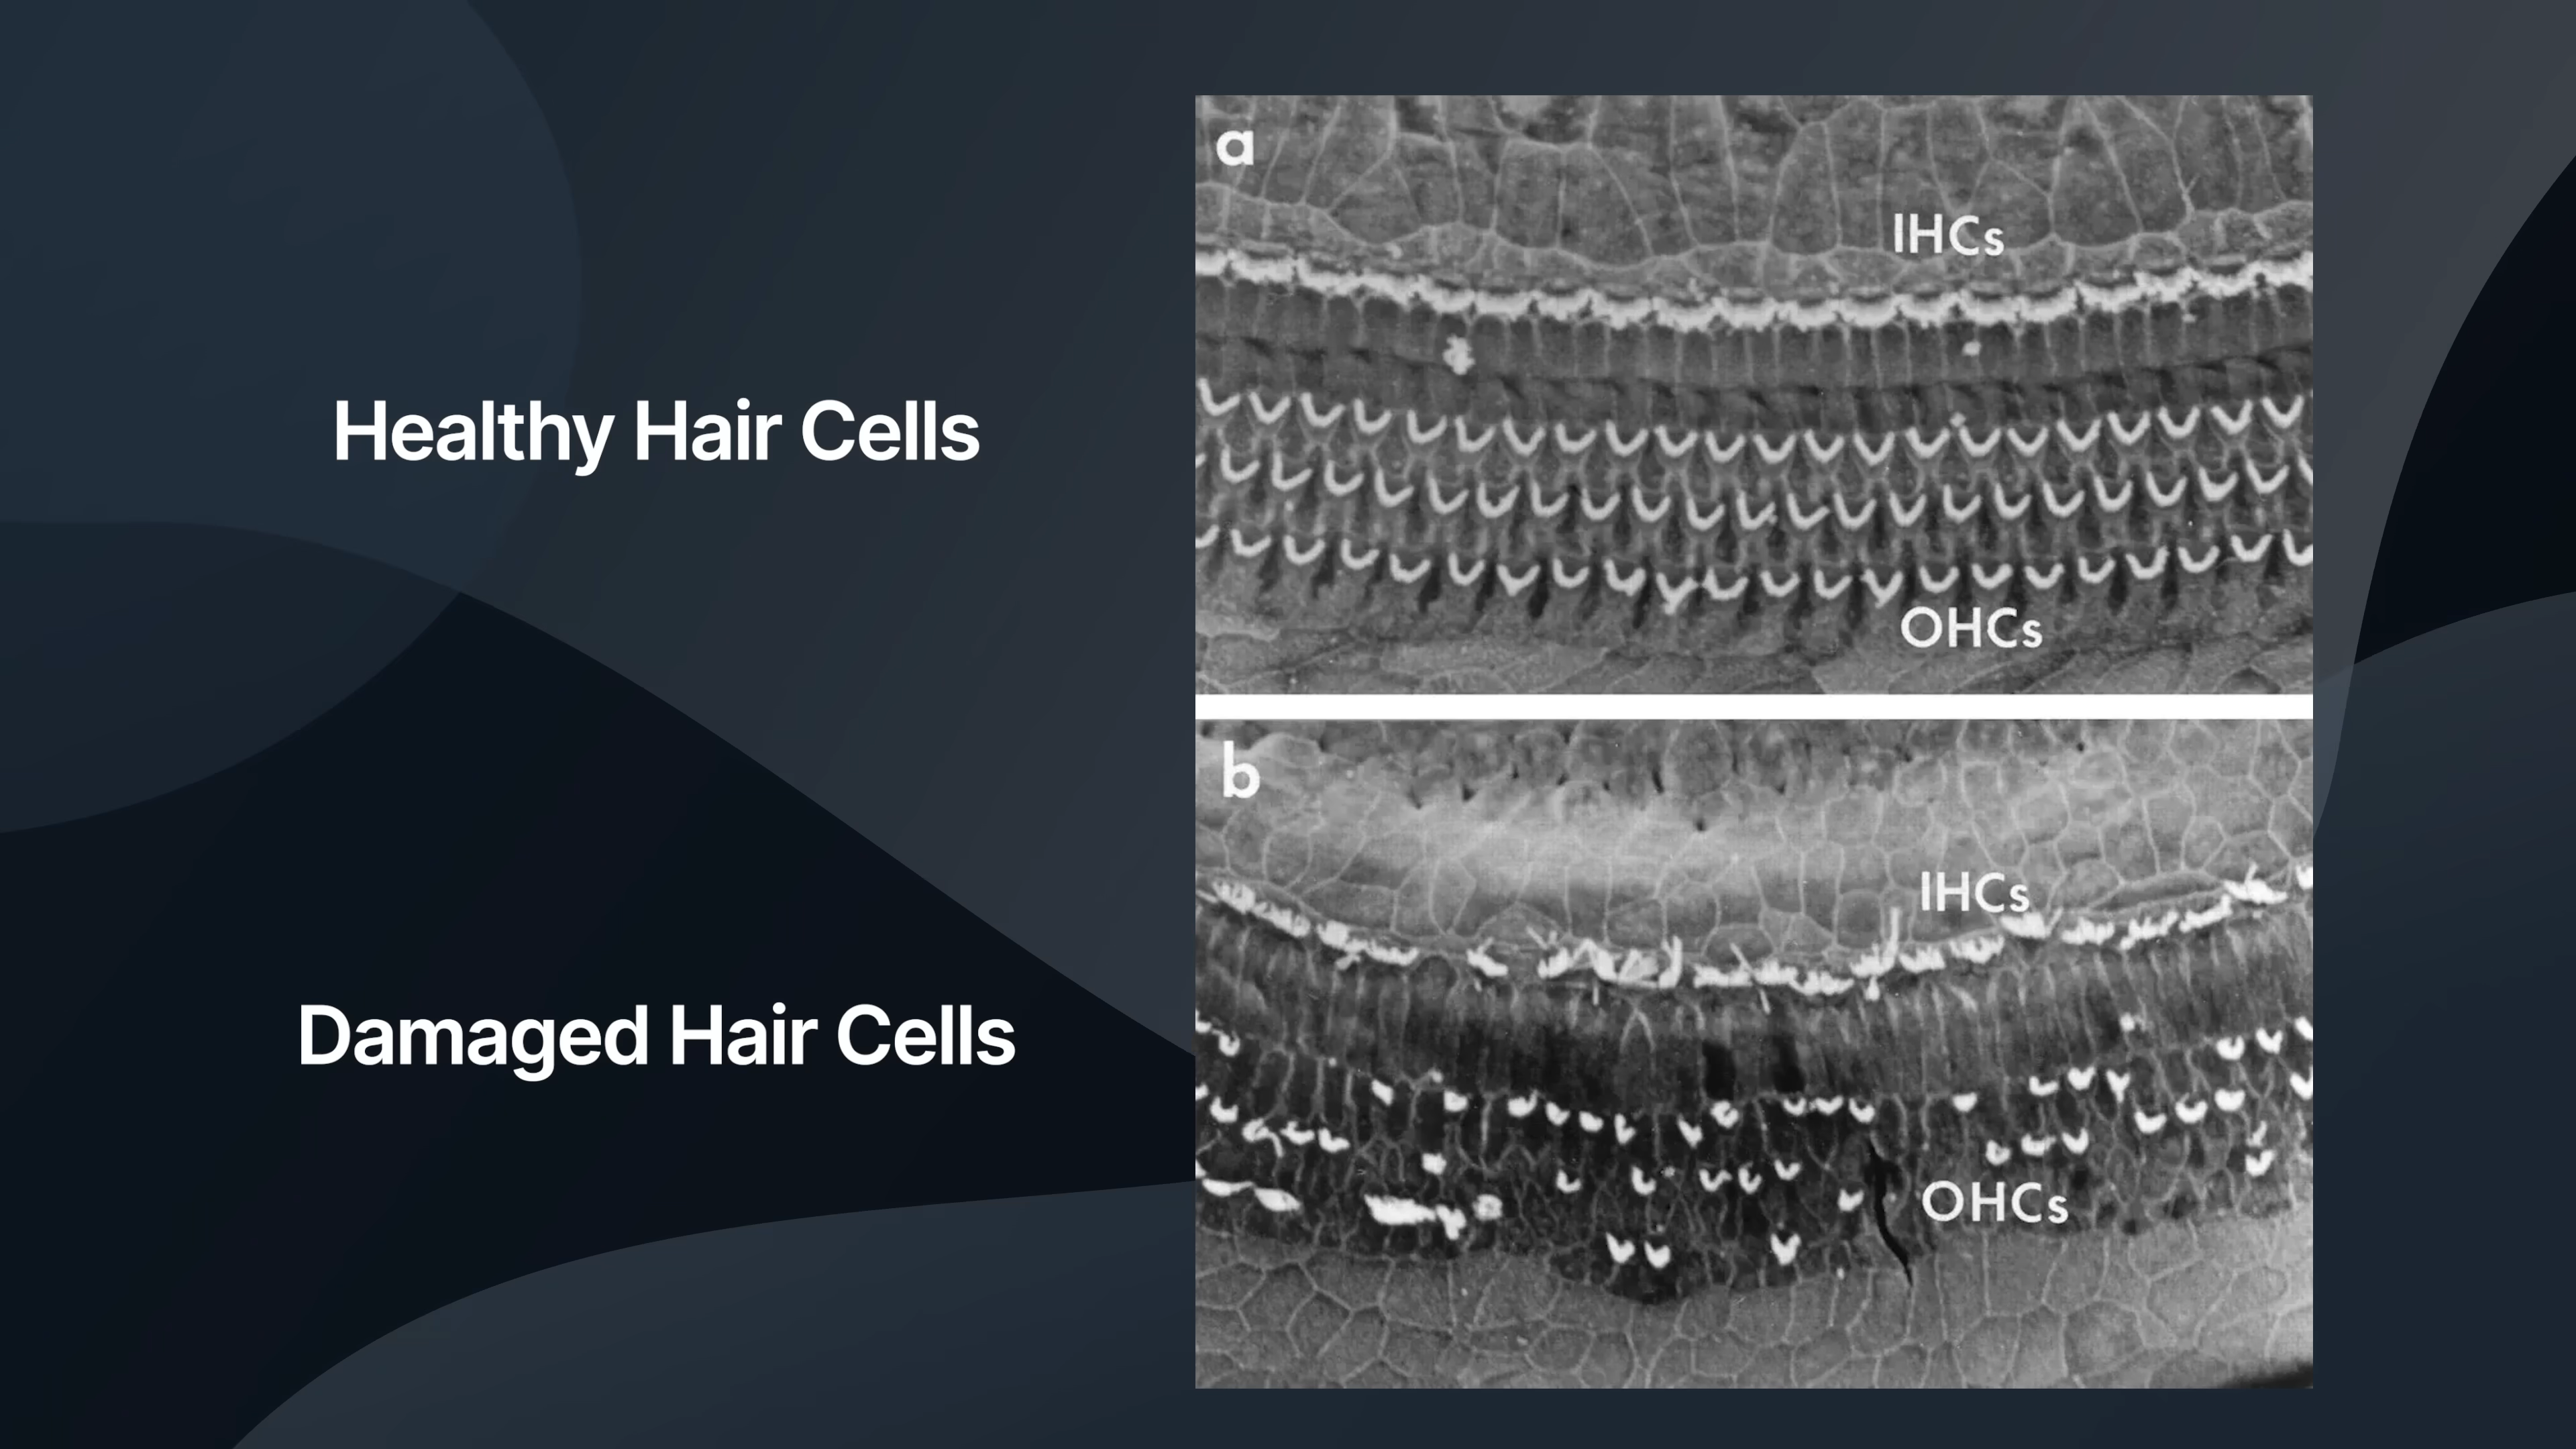 Healthy Hair Cells
a
IHCs
OHCs
Damaged Hair Cells
b
IHCs
OHCs